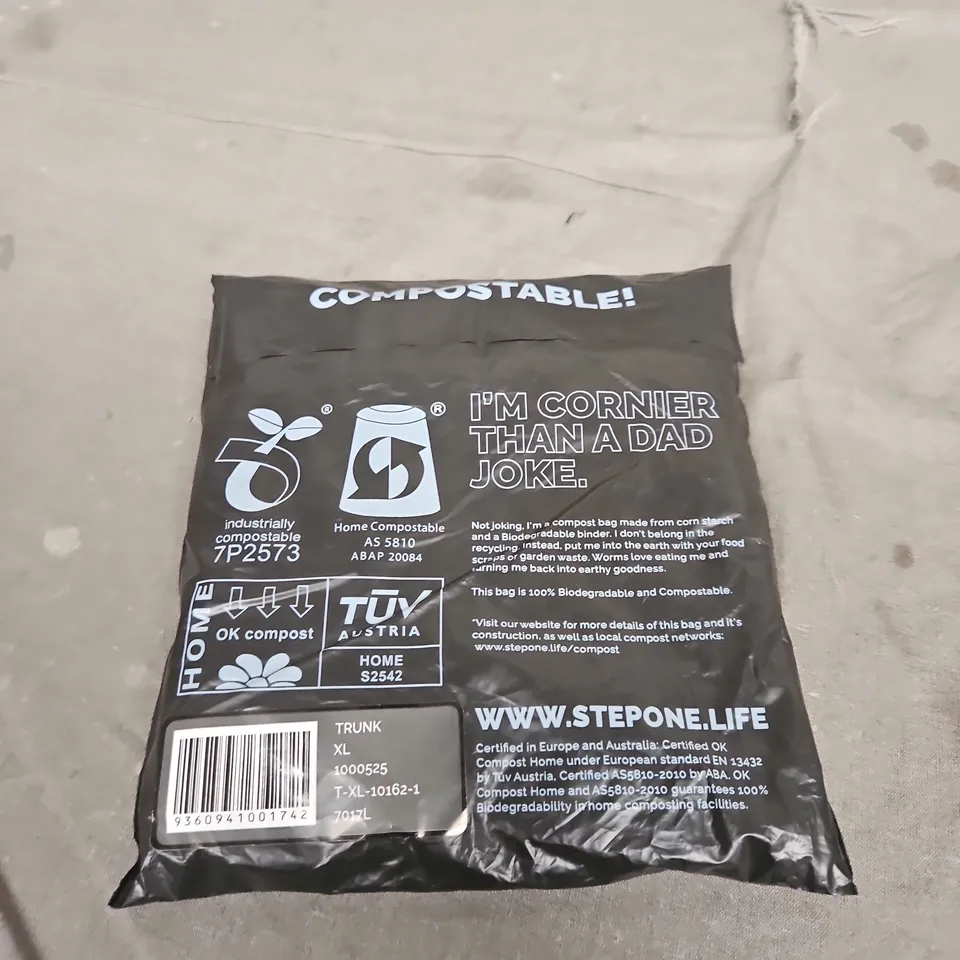 COMPOSTABLE!
industrially
compostable
7P2573
Home Compostable
AS 5810
ABAP 20084
I'M CORNIER
THAN A DAD
JOKE.
Not joking, I'm a compost bag made from corn starch
and a Biodegradable binder. I don't belong in the
recycling, instead, put me into the earth with your food
scraps or garden waste. Worms love eating me and
turning me back into earthy goodness.
This bag is 100% Biodegradable and Compostable.
*Visit our website for more details of this bag and it's
construction, as well as local compost networks:
www.stepone.life/compost
HOME
OK compost
TÜV
AUSTRIA
HOME
S2542
WWW.STEPONE.LIFE
Certified in Europe and Australia: Certified OK
Compost Home under European standard EN 13432
by Tuv Austria. Certified AS5810-2010 by ABA. OK
Compost Home and AS5810-2010 guarantees 100%
Biodegradability in home composting facilities.
TRUNK
XL
1000525
T-XL-10162-1
7017L
9360941001742